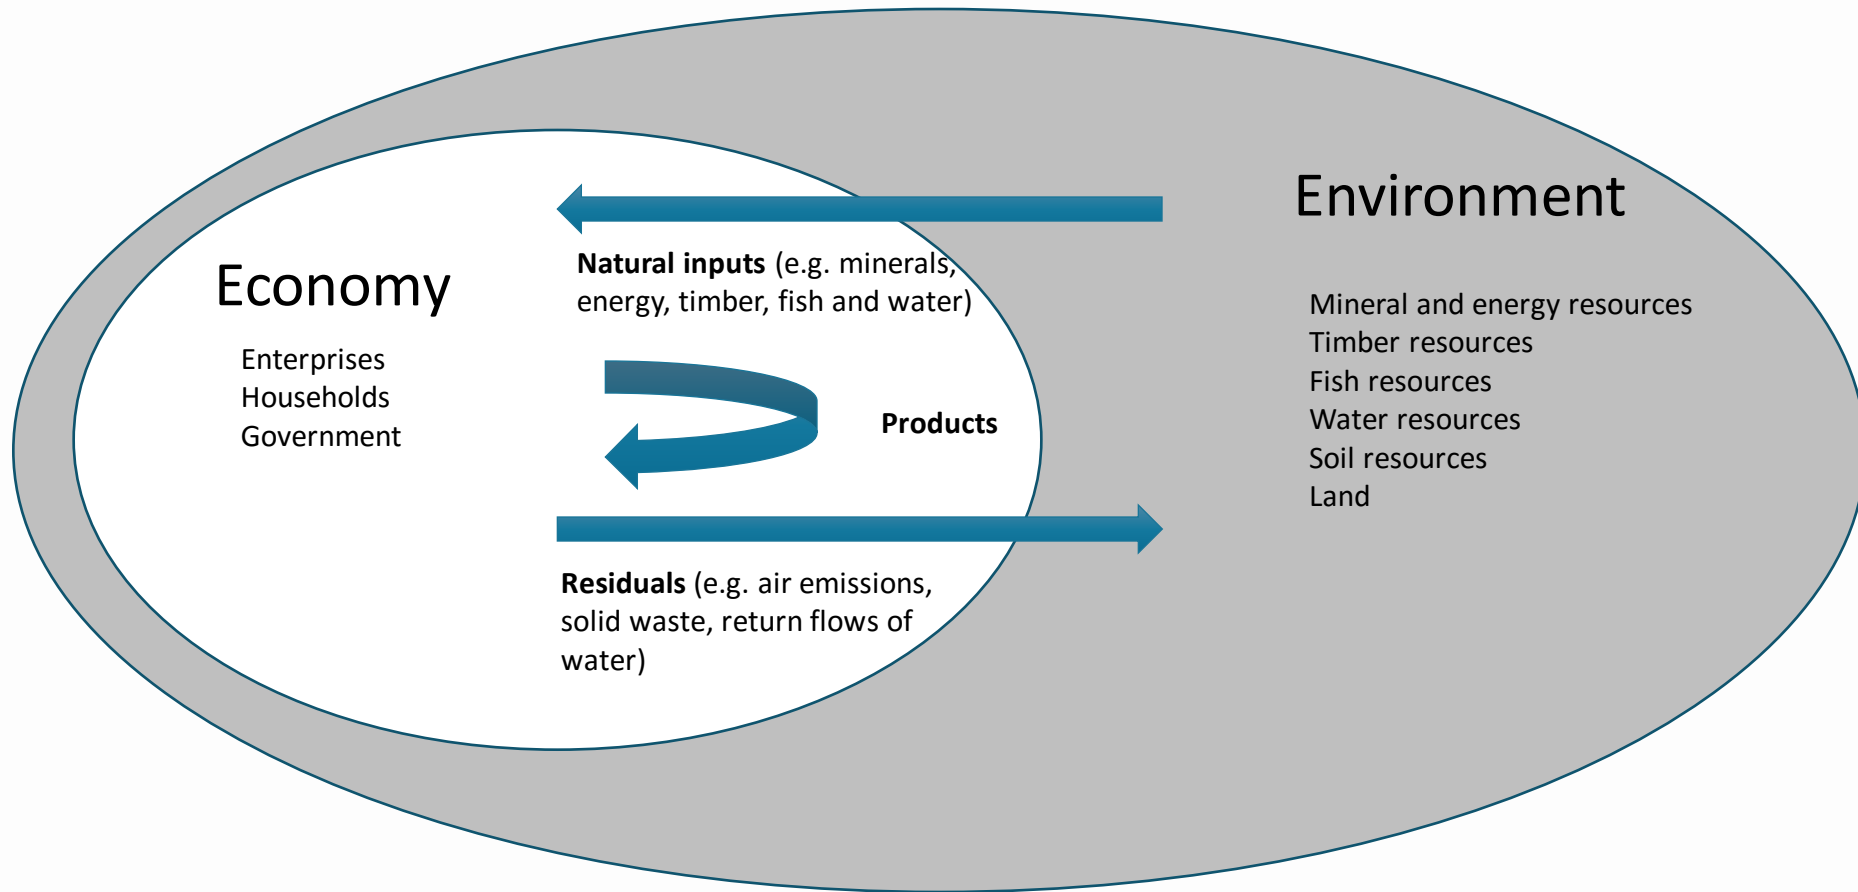 Environment
Economy
Natural inputs (e.g. minerals,
energy, timber, fish and water)
Enterprises
Households
Government
Products
Mineral and energy resources
Timber resources
Fish resources
Water resources
Soil resources
Land
Residuals (e.g. air emissions,
solid waste, return flows of
water)